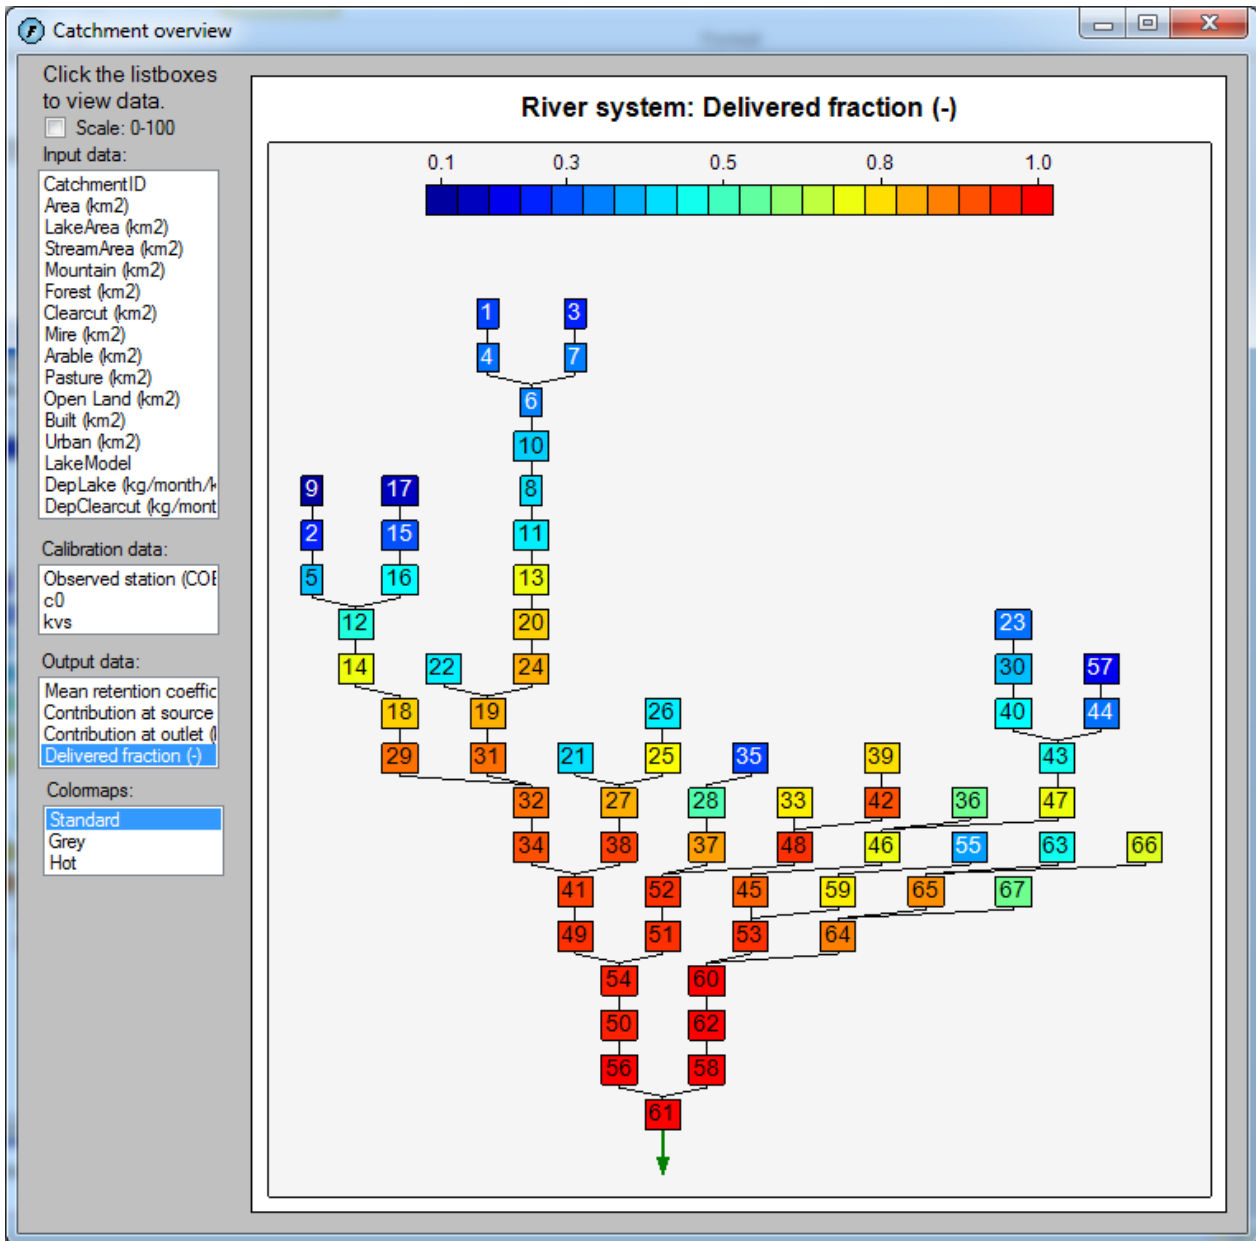 Catchment overview
Click the listboxes
to view data.
Scale: 0-100
Input data:
CatchmentID
Area (km2)
LakeArea (km2)
StreamArea (km2)
Mountain (km2)
Forest (km2)
Clearcut (km2)
Mire (km2)
Arable (km2)
Pasture (km2)
Open Land (km2)
Built (km2)
Urban (km2)
LakeModel
DepLake (kg/month/k
DepClearcut (kg/mont
Calibration data:
Observed station (COE
c0
kvs
Output data:
Mean retention coeffic
Contribution at source
Contribution at outlet (
Delivered fraction (-)
Colormaps:
Standard
Grey
Hot
River system: Delivered fraction (-)
0.1 0.3 0.5 0.8 1.0
1 3
4 7
6
10
9 17 8
2 15 11
5 16 13
12 20 23
14 22 24 30 57
18 19 26 40 44
29 31 21 25 35 39 43
32 27 28 33 42 36 47
34 38 37 48 46 55 63 66
41 52 45 59 65 67
49 51 53 64
54 60
50 62
56 58
61